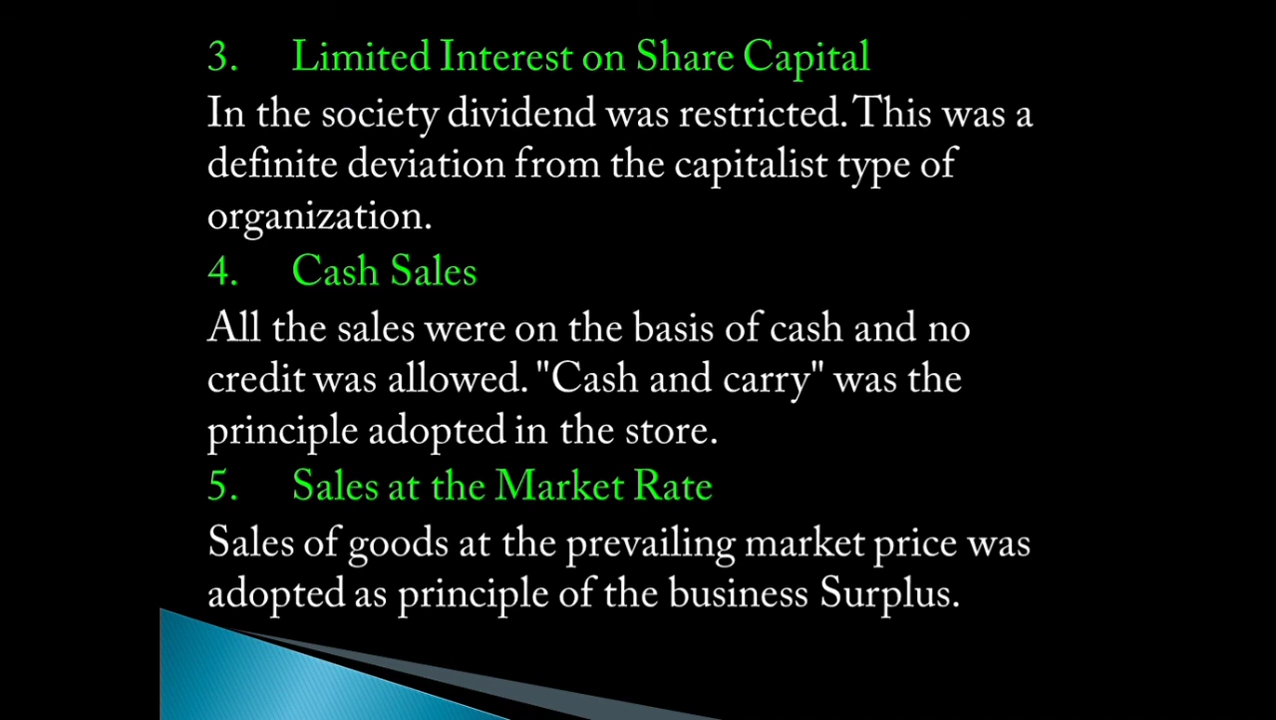 3. Limited Interest on Share Capital
In the society dividend was restricted. This was a
definite deviation from the capitalist type of
organization.
4. Cash Sales
All the sales were on the basis of cash and no
credit was allowed. "Cash and carry" was the
principle adopted in the store.
5. Sales at the Market Rate
Sales of goods at the prevailing market price was
adopted as principle of the business Surplus.